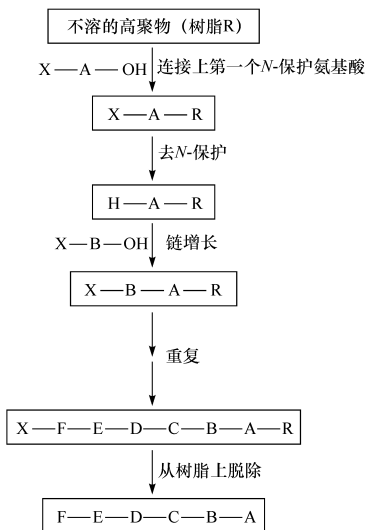 不溶的高聚物（树脂R）
X—A—OH 连接上第一个N-保护氨基酸
X—A—R
去N-保护
H—A—R
X—B—OH 链增长
X—B—A—R
重复
X—F—E—D—C—B—A—R
从树脂上脱除
F—E—D—C—B—A